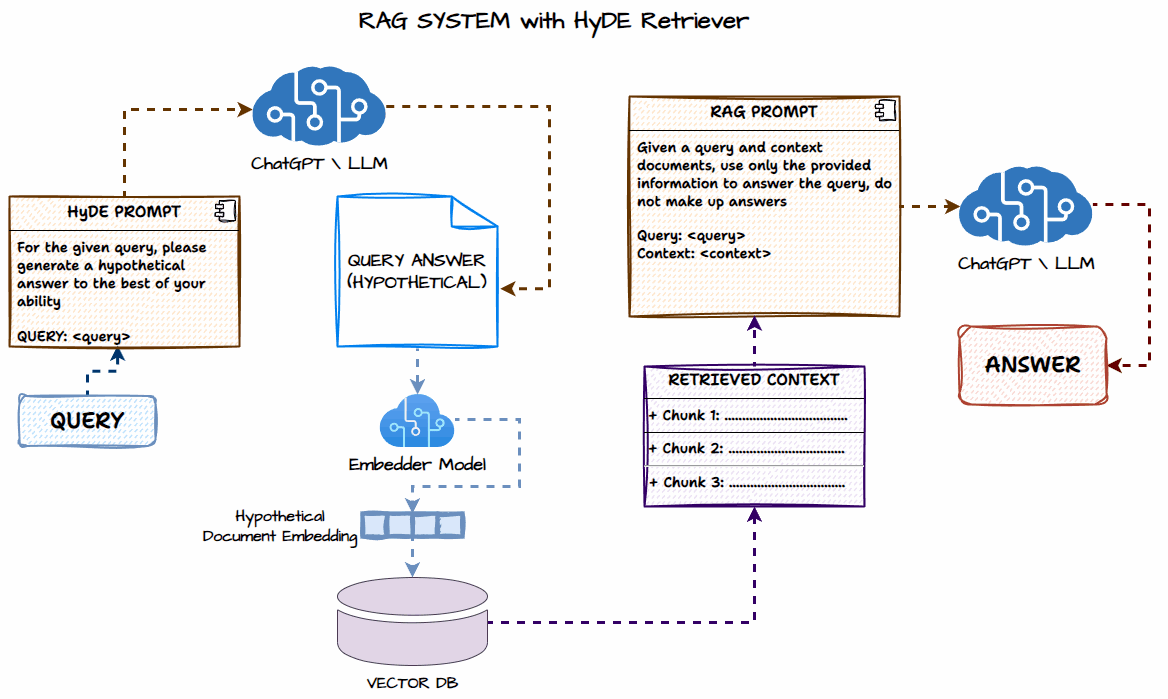 RAG SYSTEM with HyDE Retriever
ChatGPT \ LLM
HyDE PROMPT
For the given query, please
generate a hypothetical
answer to the best of your
ability
QUERY: <query>
QUERY
QUERY ANSWER
(HYPOTHETICAL)
Embedder Model
Hypothetical
Document Embedding
VECTOR DB
RAG PROMPT
Given a query and context
documents, use only the provided
information to answer the query, do
not make up answers
Query: <query>
Context: <context>
RETRIEVED CONTEXT
+ Chunk 1: ..................................
+ Chunk 2: ................................
+ Chunk 3: ................................
ChatGPT \ LLM
ANSWER